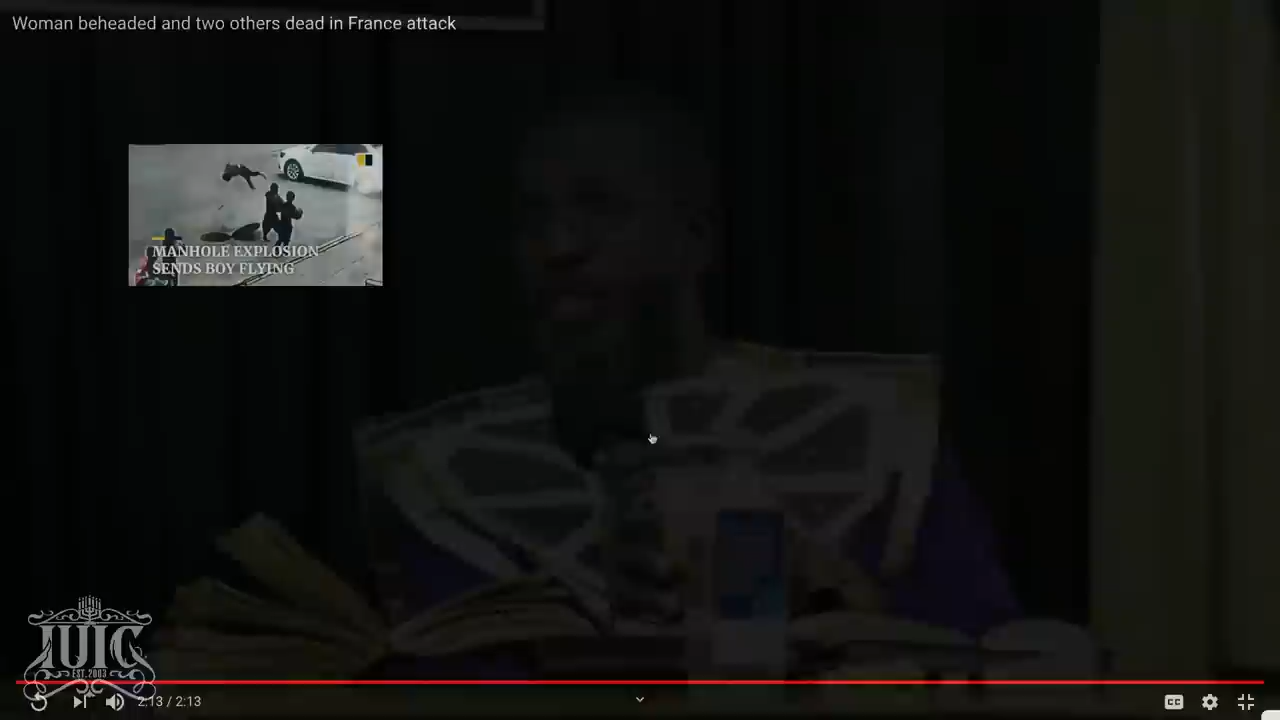 Woman beheaded and two others dead in France attack
MANHOLE EXPLOSION
SENDS BOY FLYING
IUIC
EST.2003
2:13 / 2:13
CC